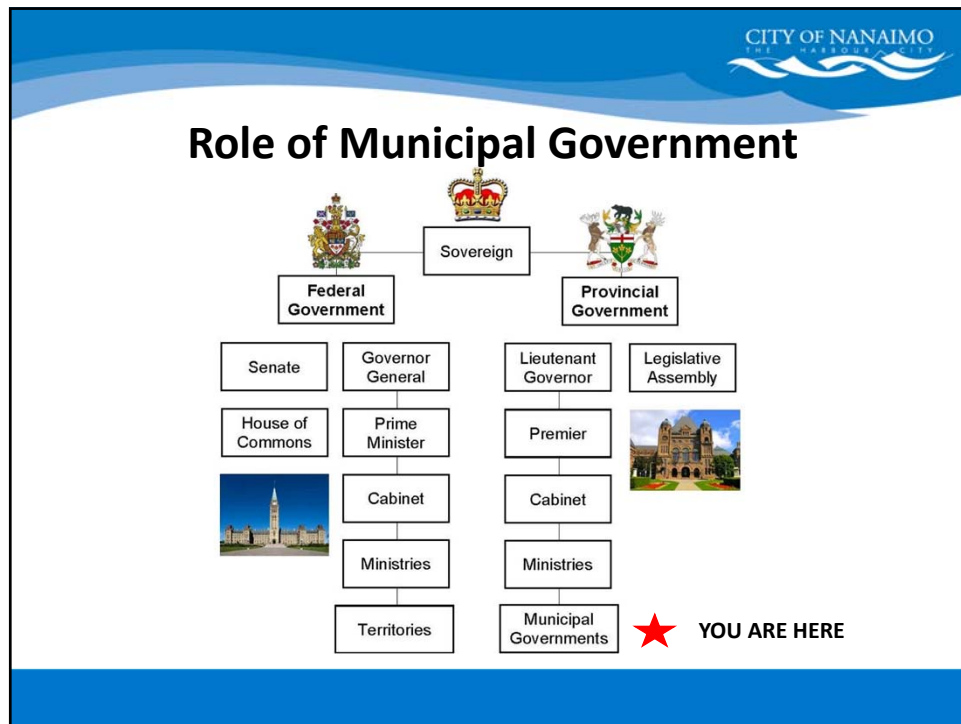 CITY OF NANAIMO
THE HARBOUR CITY
Role of Municipal Government
Sovereign
Federal
Government
Provincial
Government
Senate
Governor
General
Lieutenant
Governor
Legislative
Assembly
House of
Commons
Prime
Minister
Premier
Cabinet
Cabinet
Ministries
Ministries
Territories
Municipal
Governments
YOU ARE HERE